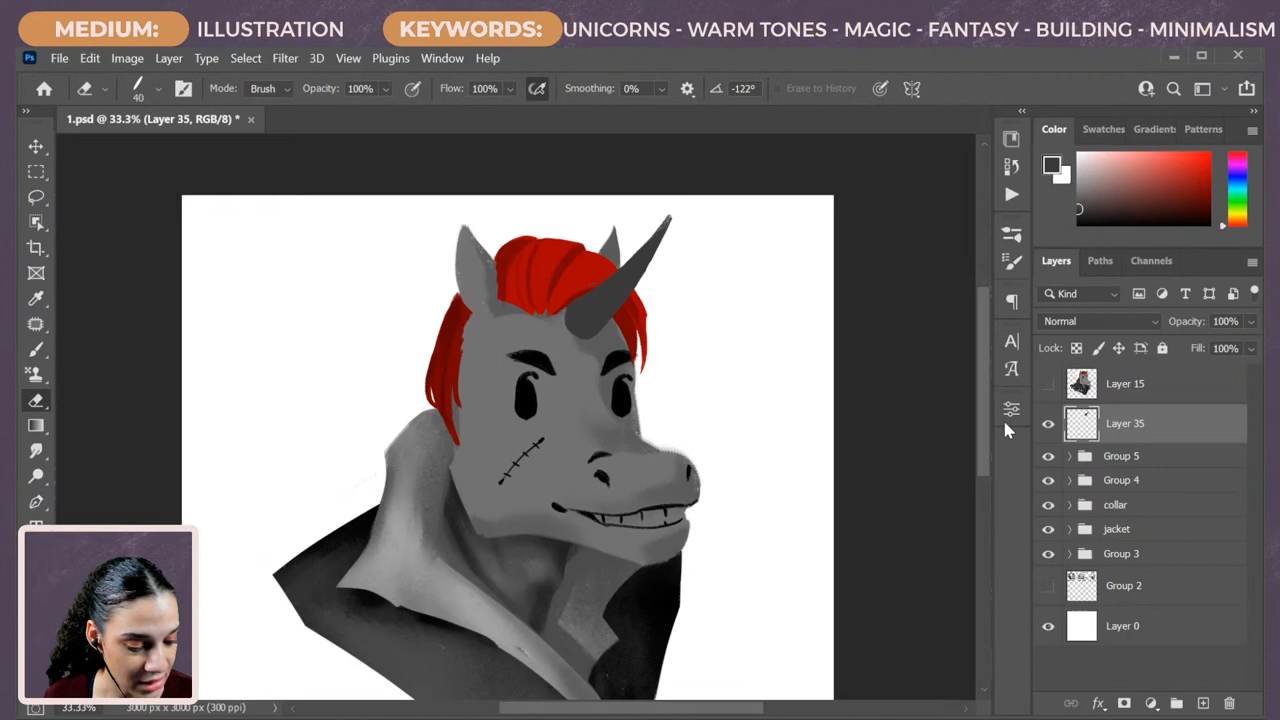 MEDIUM: ILLUSTRATION KEYWORDS: UNICORNS - WARM TONES - MAGIC - FANTASY - BUILDING - MINIMALISM
Ps File Edit Image Layer Type Select Filter 3D View Plugins Window Help
40 Mode: Brush Opacity: 100% Flow: 100% Smoothing: 0% -122° Erase to History
1.psd @ 33.3% (Layer 35, RGB/8) *
Color Swatches Gradient Patterns
Layers Paths Channels
Kind
Normal Opacity: 100%
Lock: Fill: 100%
Layer 15
Layer 35
Group 5
Group 4
collar
jacket
Group 3
Group 2
Layer 0
33.33% 3000 px x 3000 px (300 ppi)